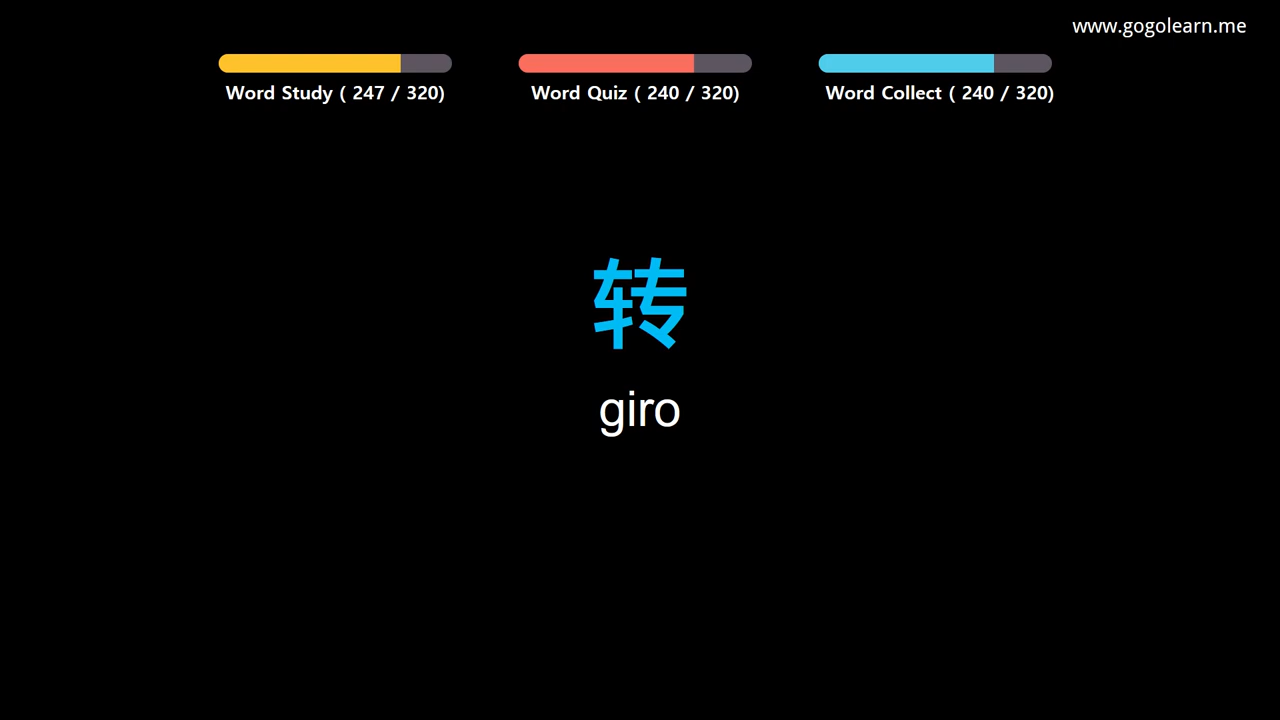 www.gogolearn.me
Word Study ( 247 / 320)
Word Quiz ( 240 / 320)
Word Collect ( 240 / 320)
转
giro